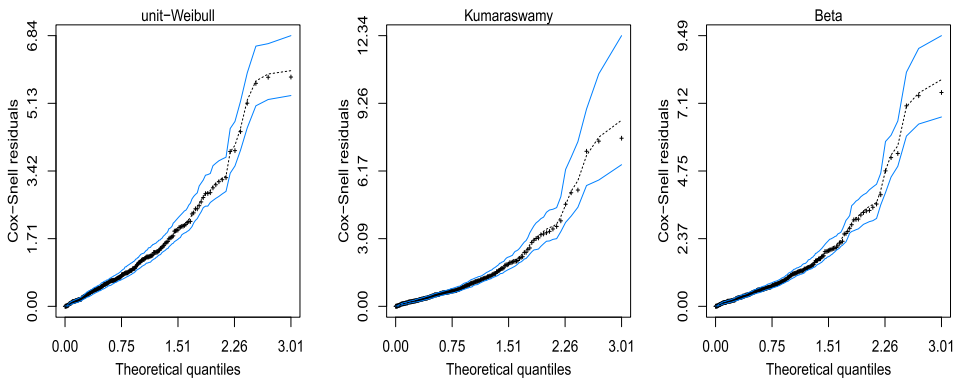 unit−Weibull
Cox−Snell residuals
6.84
5.13
3.42
1.71
0.00
0.00 0.75 1.51 2.26 3.01
Theoretical quantiles
Kumaraswamy
Cox−Snell residuals
12.34
9.26
6.17
3.09
0.00
0.00 0.75 1.51 2.26 3.01
Theoretical quantiles
Beta
Cox−Snell residuals
9.49
7.12
4.75
2.37
0.00
0.00 0.75 1.51 2.26 3.01
Theoretical quantiles